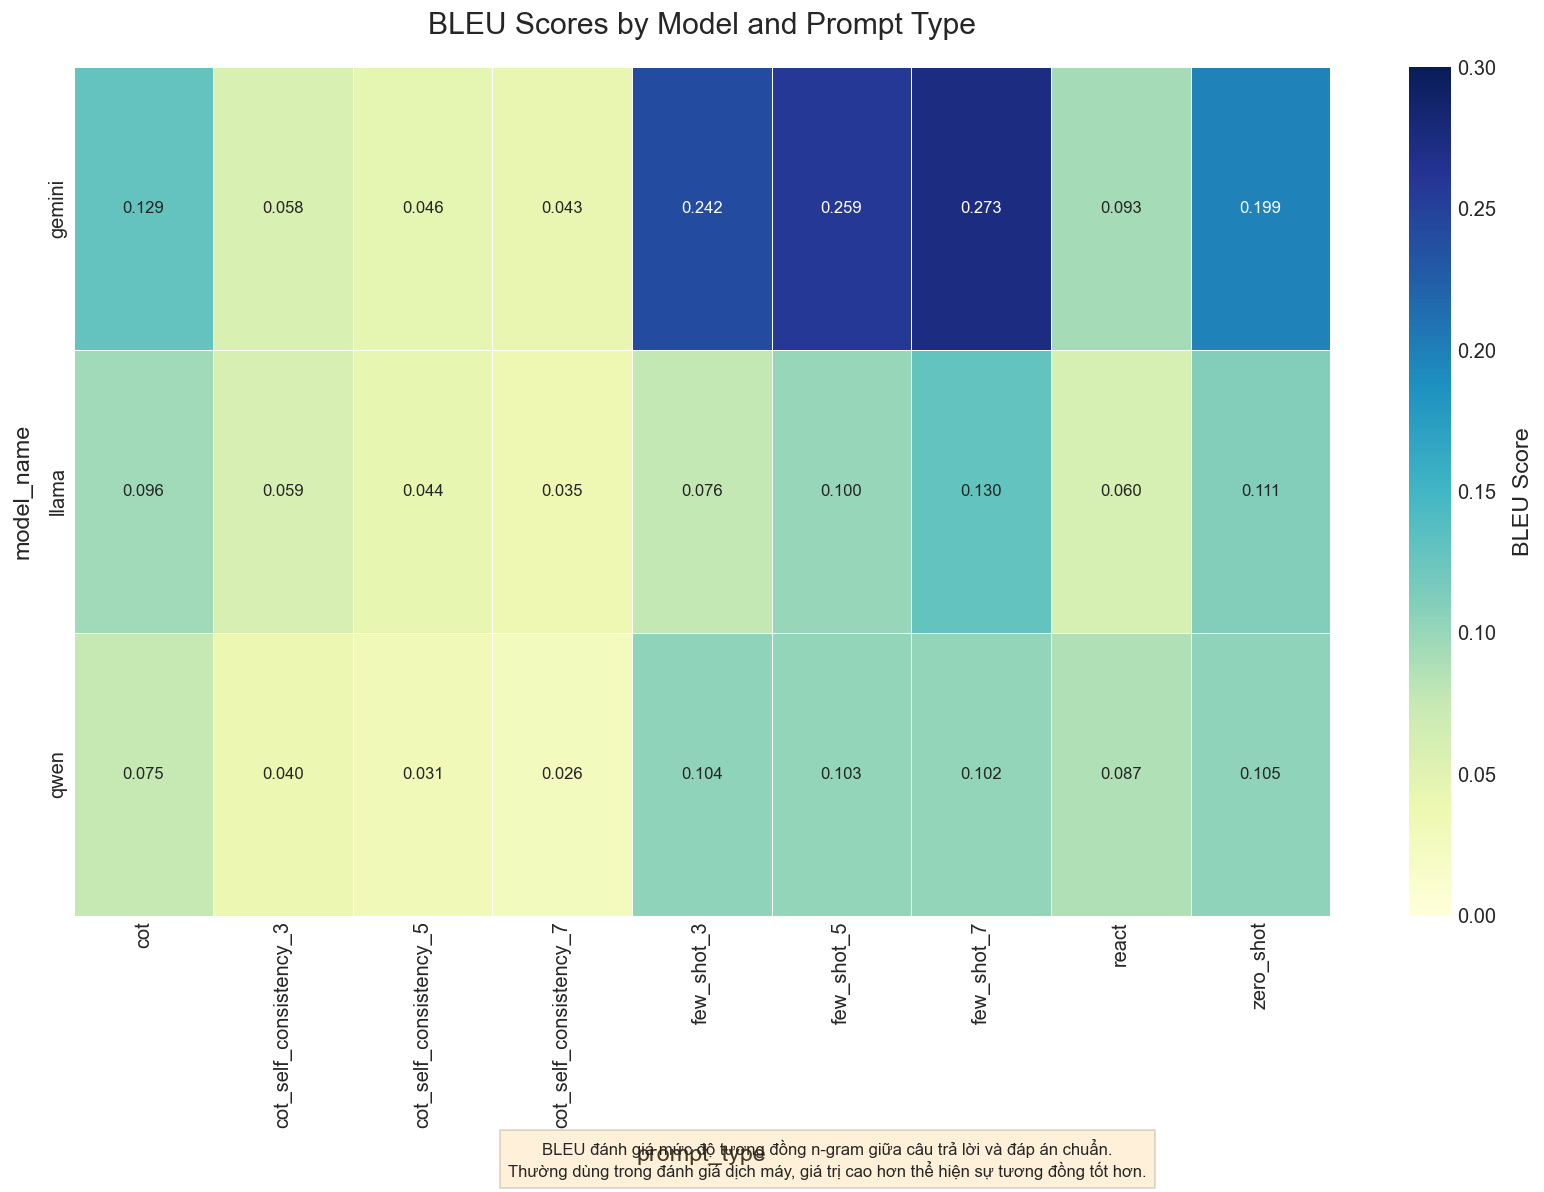 BLEU Scores by Model and Prompt Type
model_name
gemini
llama
qwen
0.129 0.058 0.046 0.043 0.242 0.259 0.273 0.093 0.199
0.096 0.059 0.044 0.035 0.076 0.100 0.130 0.060 0.111
0.075 0.040 0.031 0.026 0.104 0.103 0.102 0.087 0.105
cot
cot_self_consistency_3
cot_self_consistency_5
cot_self_consistency_7
few_shot_3
few_shot_5
few_shot_7
react
zero_shot
prompt_type
0.30
0.25
0.20
0.15
0.10
0.05
0.00
BLEU Score
BLEU đánh giá mức độ tương đồng n-gram giữa câu trả lời và đáp án chuẩn.
Thường dùng trong đánh giá dịch máy, giá trị cao hơn thể hiện sự tương đồng tốt hơn.